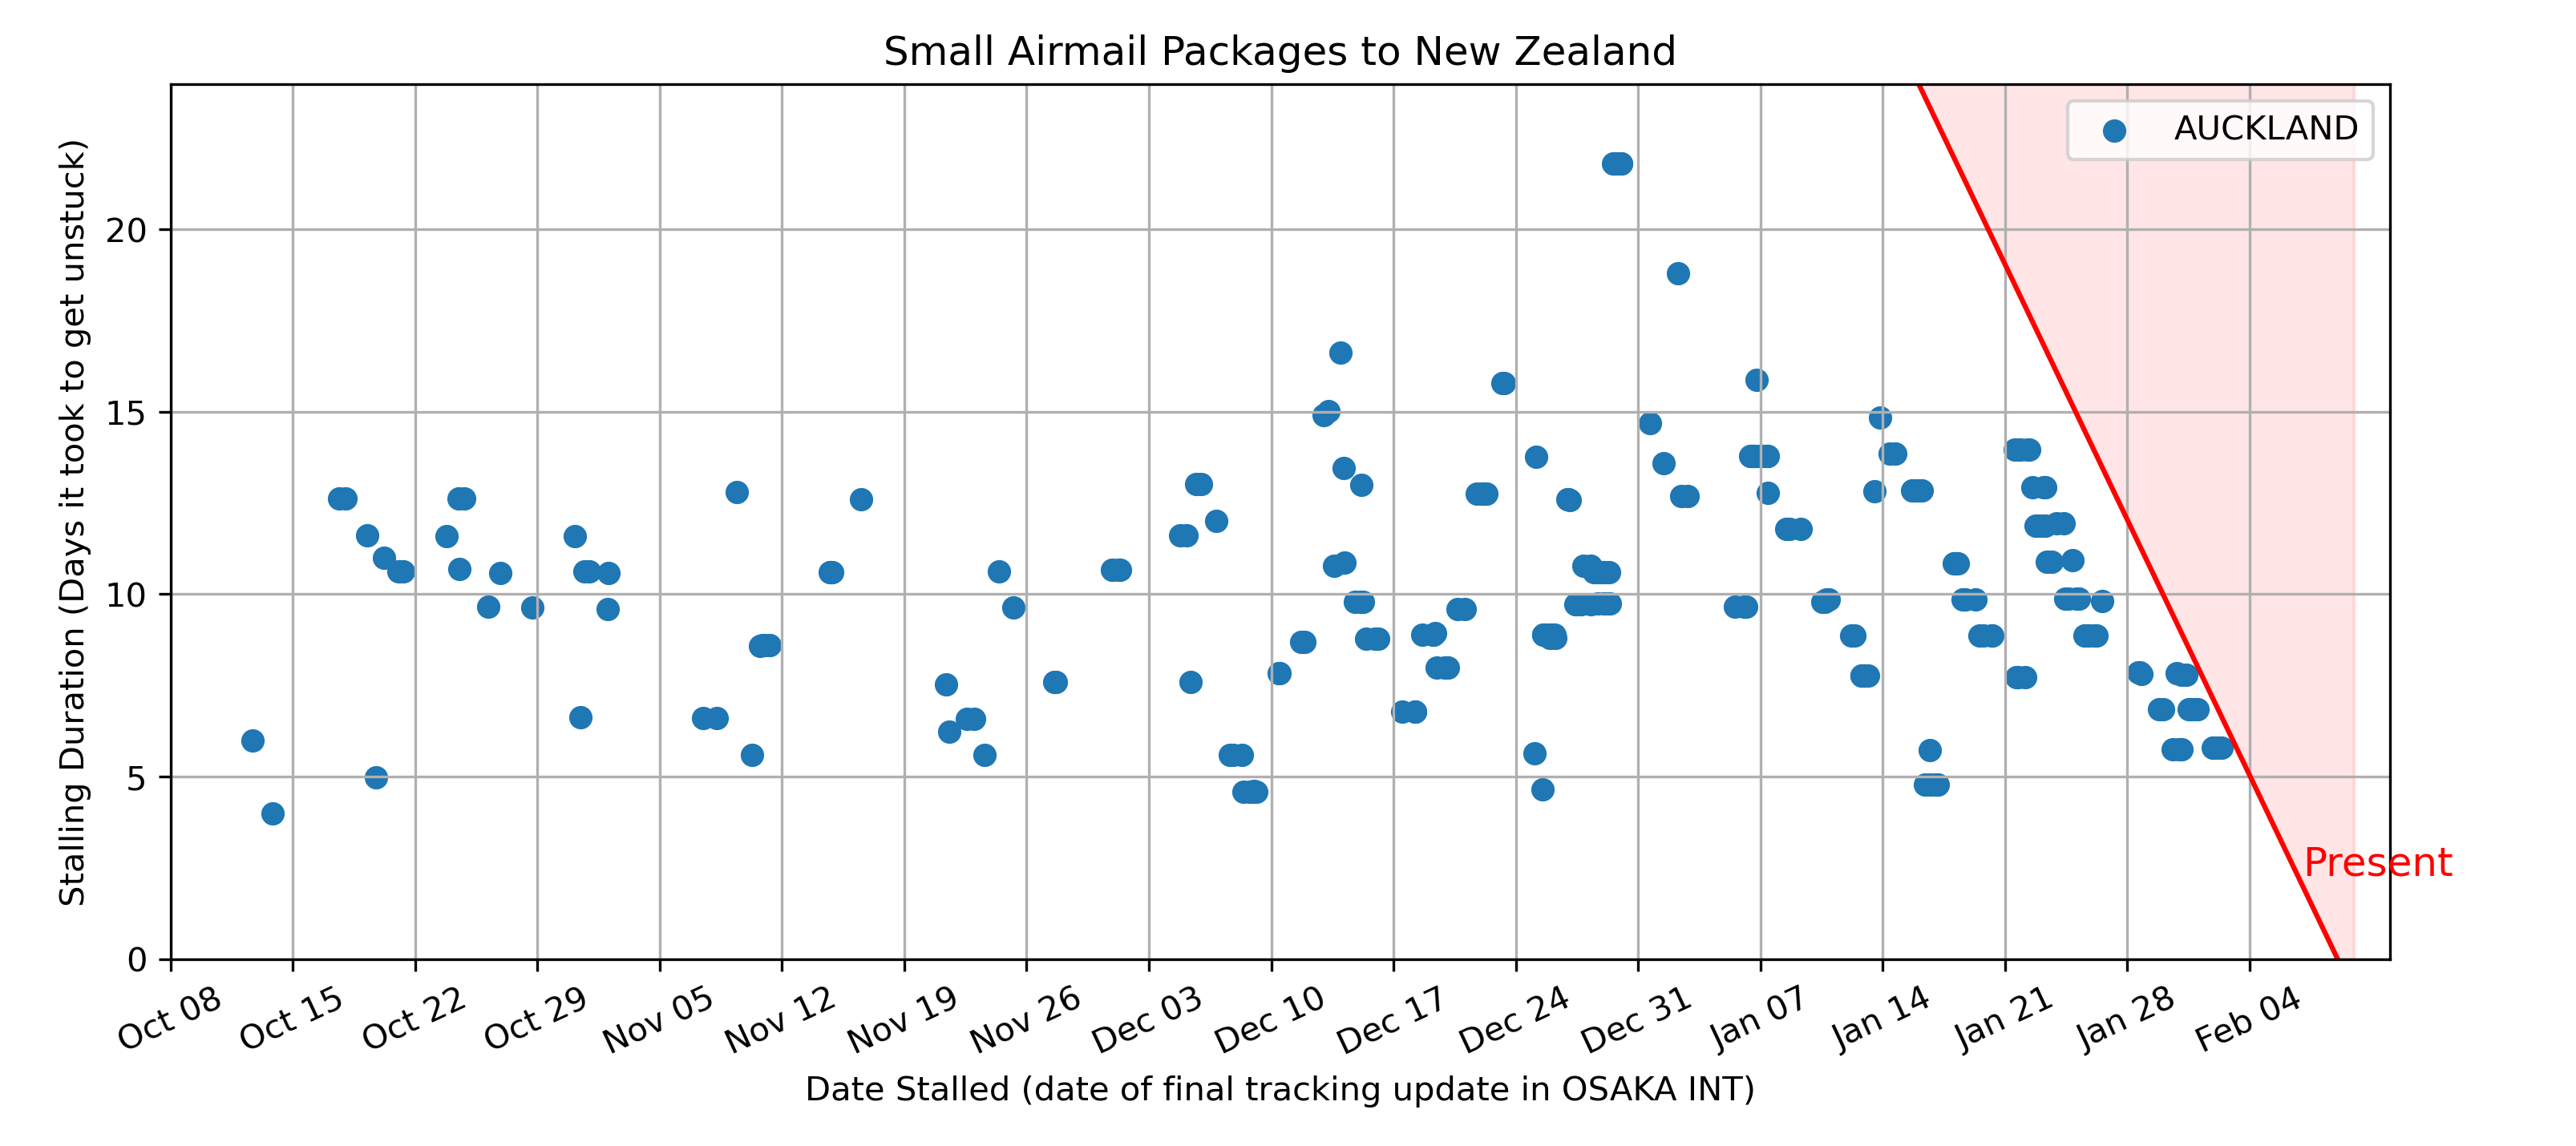 Small Airmail Packages to New Zealand
AUCKLAND
Stalling Duration (Days it took to get unstuck)
20
15
10
5
0
Present
Oct 08
Oct 15
Oct 22
Oct 29
Nov 05
Nov 12
Nov 19
Nov 26
Dec 03
Dec 10
Dec 17
Dec 24
Dec 31
Jan 07
Jan 14
Jan 21
Jan 28
Feb 04
Date Stalled (date of final tracking update in OSAKA INT)